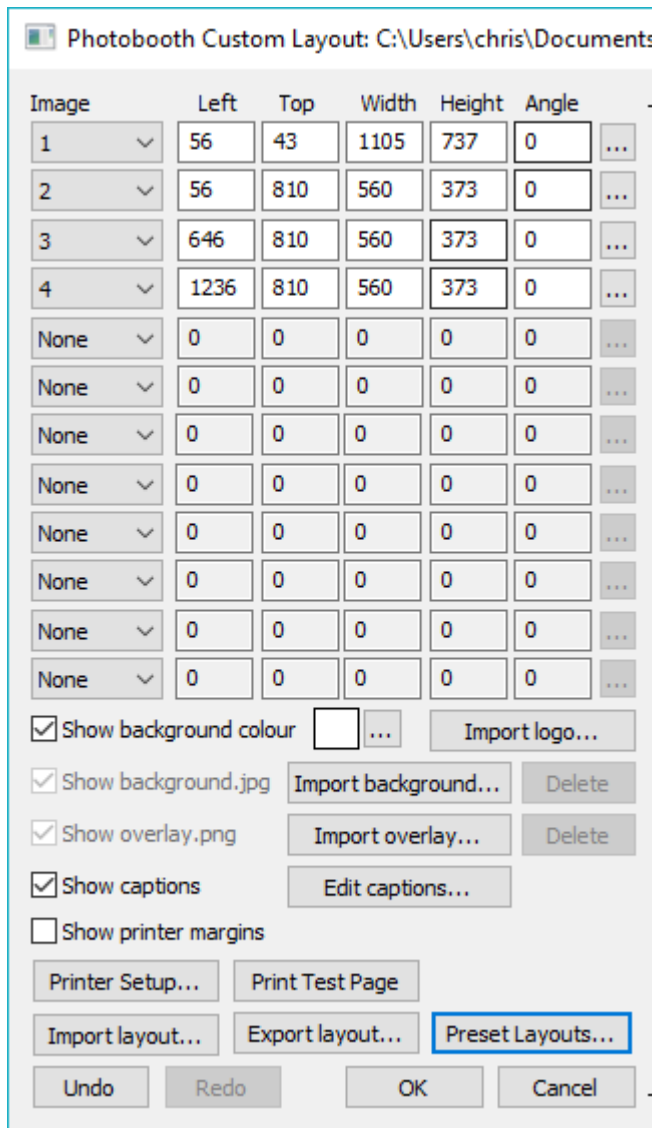 Photobooth Custom Layout: C:\Users\chris\Documents
Image Left Top Width Height Angle
1 56 43 1105 737 0 ...
2 56 810 560 373 0 ...
3 646 810 560 373 0 ...
4 1236 810 560 373 0 ...
None 0 0 0 0 0 ...
None 0 0 0 0 0 ...
None 0 0 0 0 0 ...
None 0 0 0 0 0 ...
None 0 0 0 0 0 ...
None 0 0 0 0 0 ...
None 0 0 0 0 0 ...
None 0 0 0 0 0 ...
Show background colour ... Import logo...
Show background.jpg Import background... Delete
Show overlay.png Import overlay... Delete
Show captions Edit captions...
Show printer margins
Printer Setup... Print Test Page
Import layout... Export layout... Preset Layouts...
Undo Redo OK Cancel